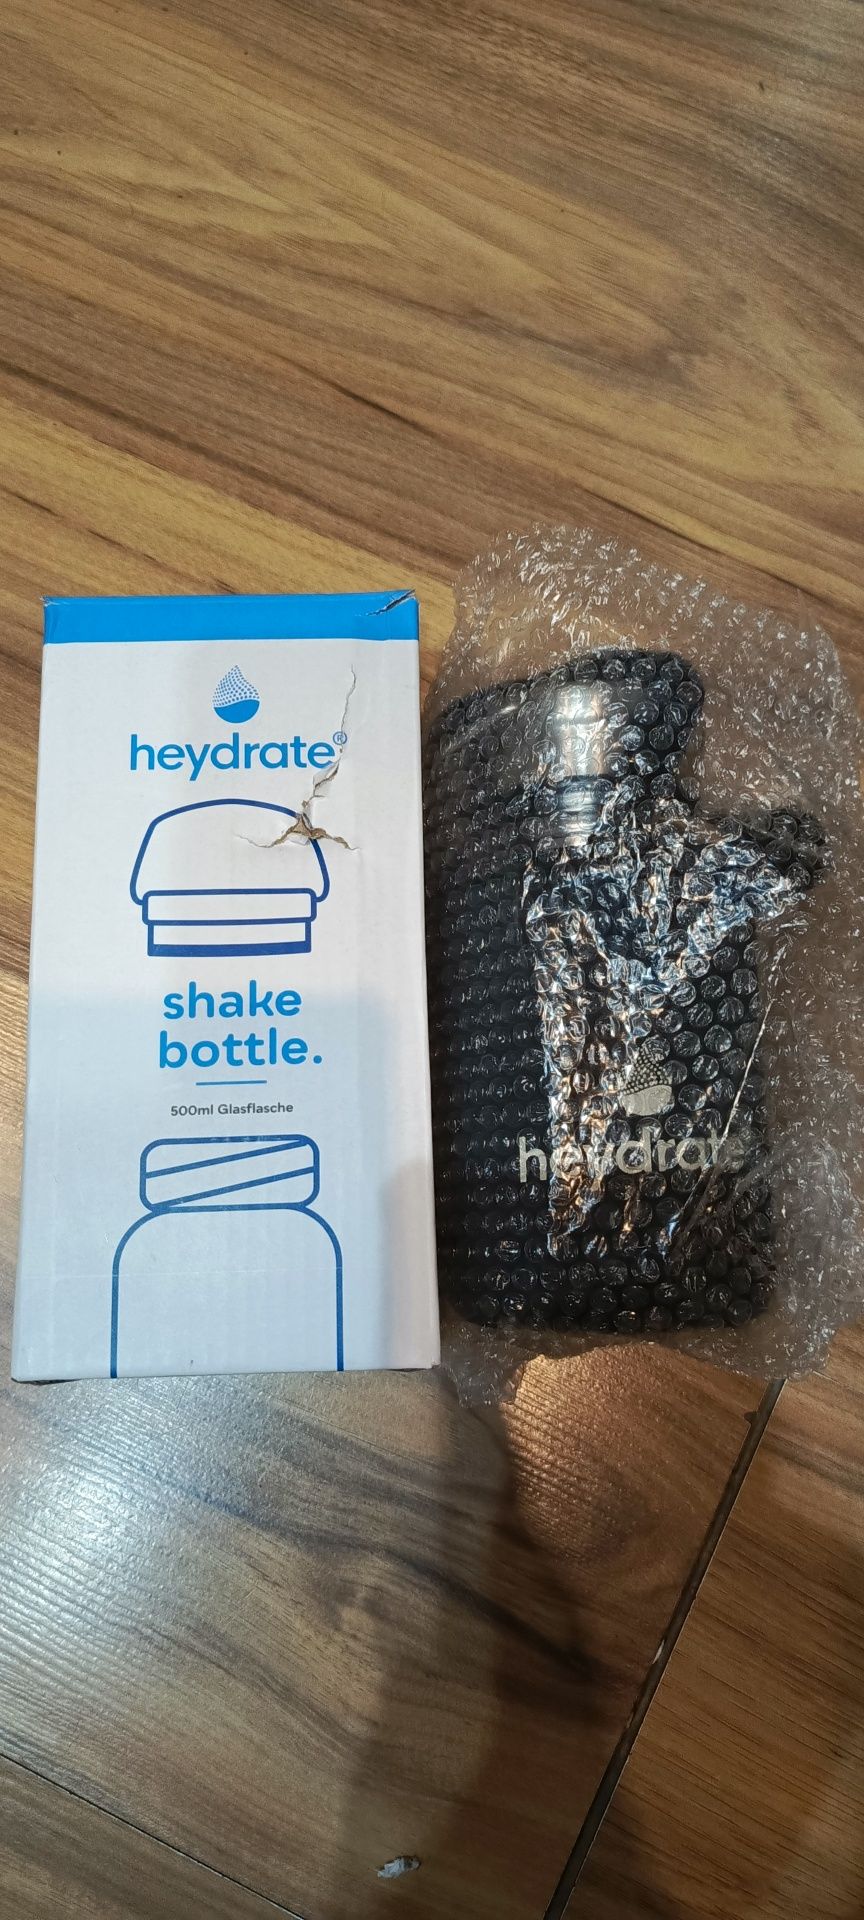 heydrate®
shake
bottle.
500ml Glasflasche
heydrate